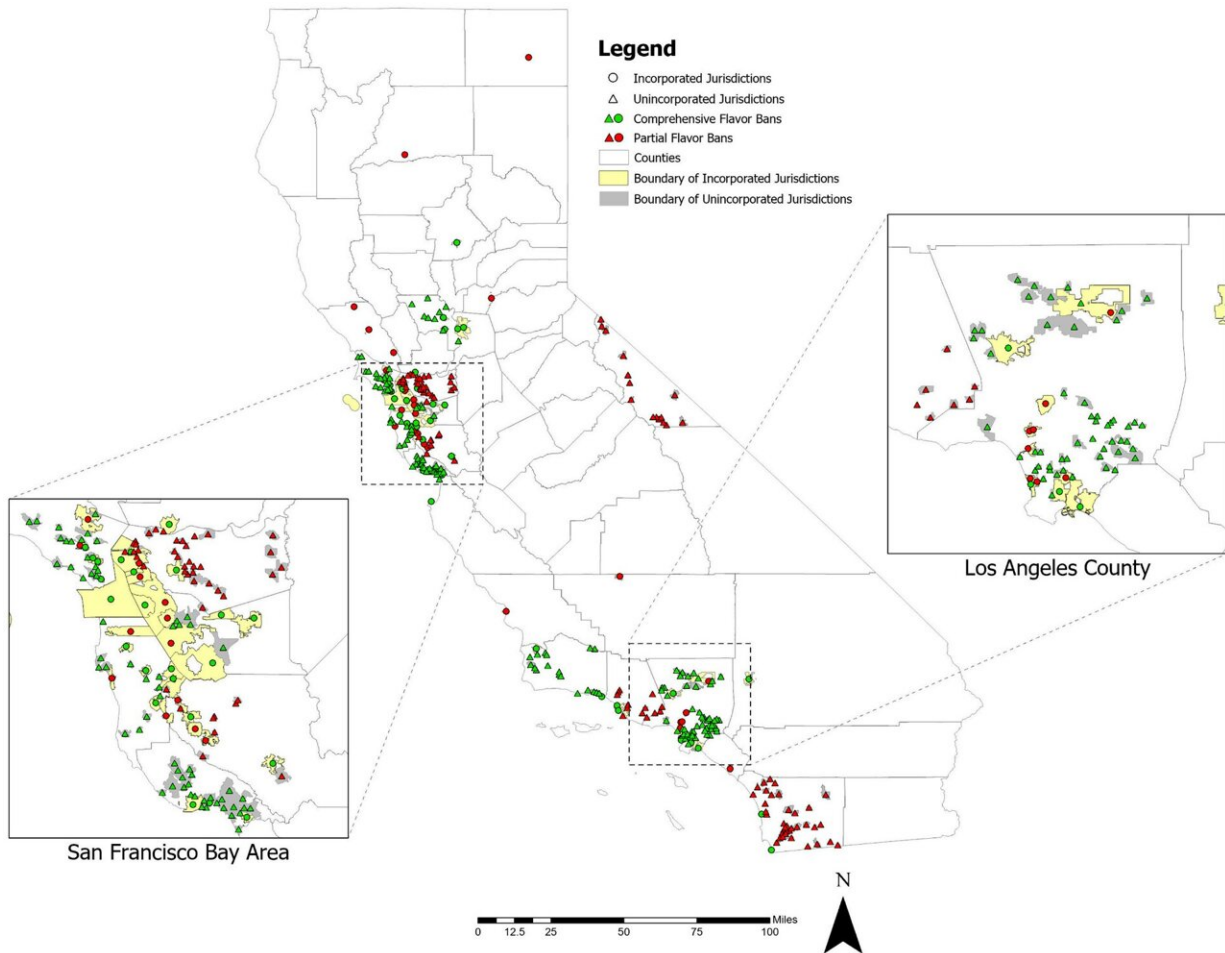 Legend
Incorporated Jurisdictions
Unincorporated Jurisdictions
Comprehensive Flavor Bans
Partial Flavor Bans
Counties
Boundary of Incorporated Jurisdictions
Boundary of Unincorporated Jurisdictions
Los Angeles County
San Francisco Bay Area
N
Miles
0 12.5 25 50 75 100